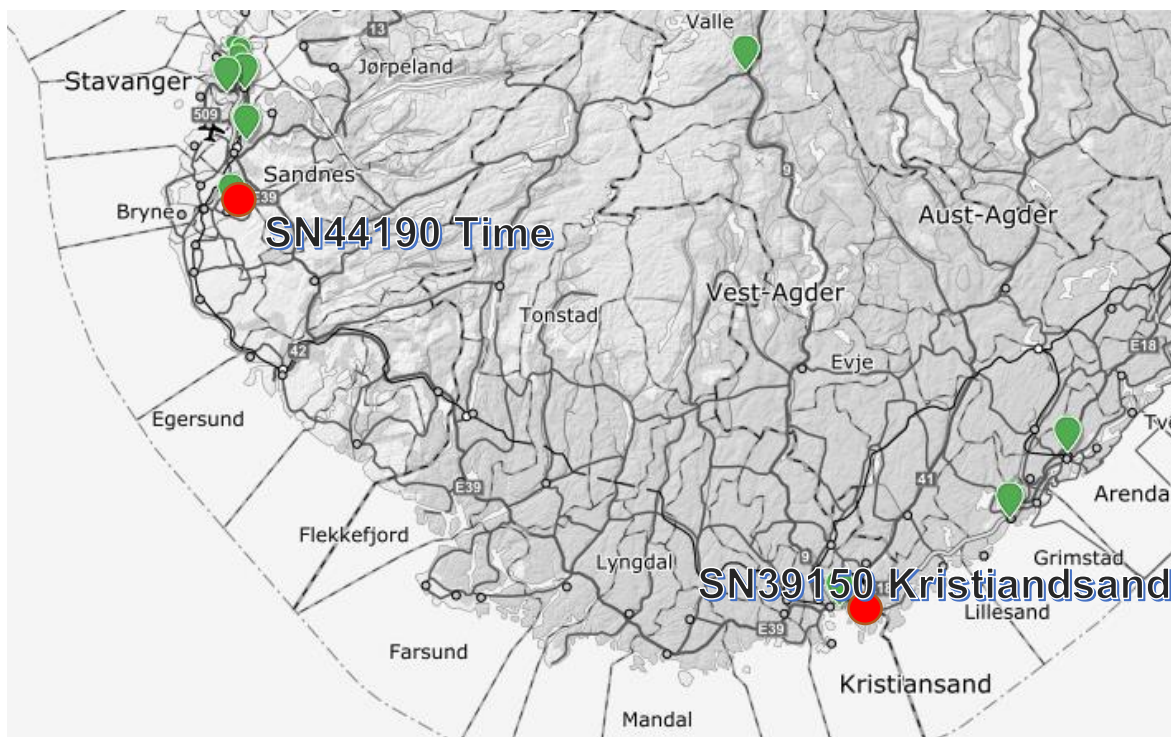 Valle
13
Jørpeland
Stavanger
509
Sandnes
9
E39
Bryne
SN44190 Time
Aust-Agder
Vest-Agder
Tonstad
E18
42
Evje
Egersund
Tve
41
E39
Arenda
Flekkefjord
Grimstad
9
Lyngdal
SN39150 Kristiandsand
18
Lillesand
E39
Farsund
Kristiansand
Mandal